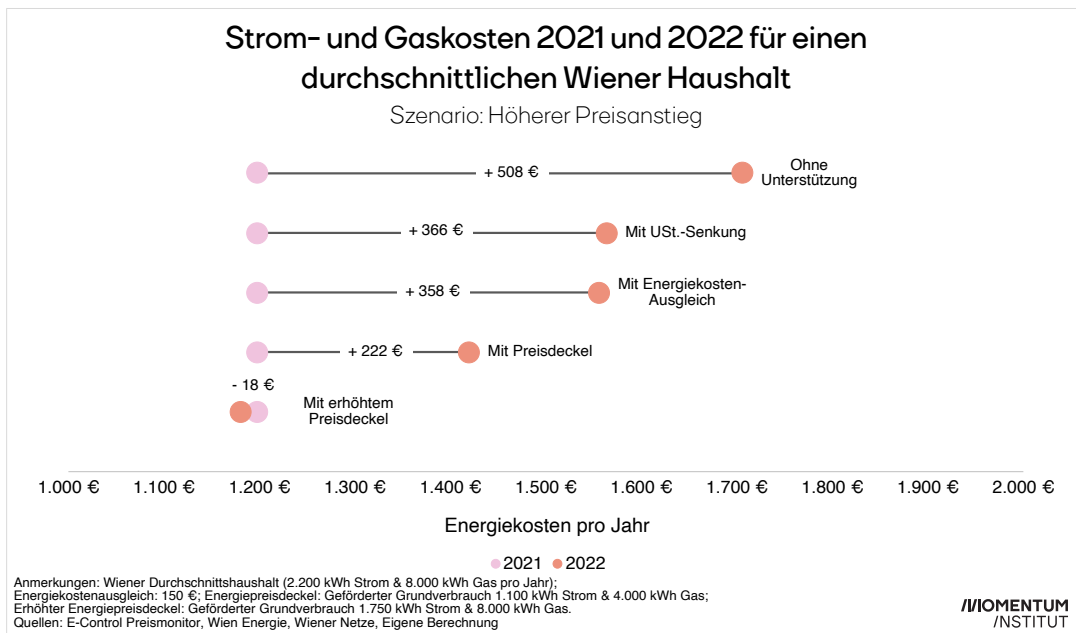 Strom- und Gaskosten 2021 und 2022 für einen
durchschnittlichen Wiener Haushalt
Szenario: Höherer Preisanstieg
+ 508 €
Ohne
Unterstützung
+ 366 €
Mit USt.-Senkung
+ 358 €
Mit Energiekosten-
Ausgleich
+ 222 €
Mit Preisdeckel
- 18 €
Mit erhöhtem
Preisdeckel
1.000 € 1.100 € 1.200 € 1.300 € 1.400 € 1.500 € 1.600 € 1.700 € 1.800 € 1.900 € 2.000 €
Energiekosten pro Jahr
2021 2022
Anmerkungen: Wiener Durchschnittshaushalt (2.200 kWh Strom & 8.000 kWh Gas pro Jahr);
Energiekostenausgleich: 150 €; Energiepreisdeckel: Geförderter Grundverbrauch 1.100 kWh Strom & 4.000 kWh Gas;
Erhöhter Energiepreisdeckel: Geförderter Grundverbrauch 1.750 kWh Strom & 8.000 kWh Gas.
Quellen: E-Control Preismonitor, Wien Energie, Wiener Netze, Eigene Berechnung
MOMENTUM
INSTITUT